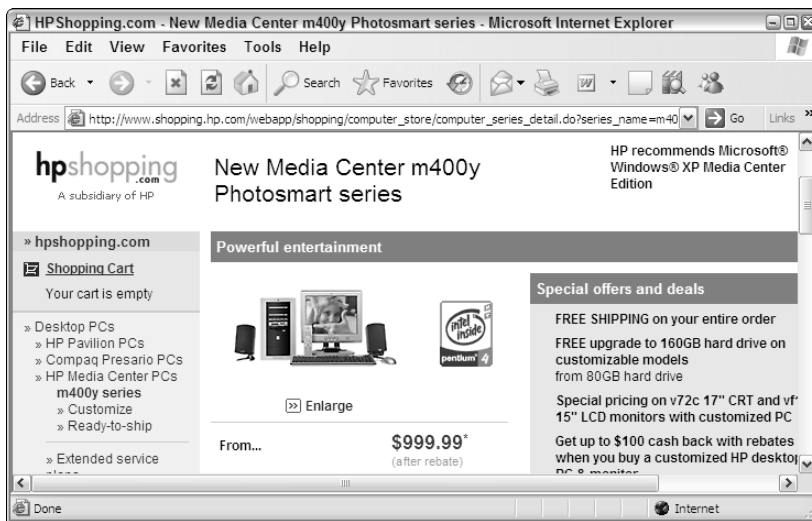 HPShopping.com - New Media Center m400y Photosmart series - Microsoft Internet Explorer
File Edit View Favorites Tools Help
Back Search Favorites
Address http://www.shopping.hp.com/webapp/shopping/computer_store/computer_series_detail.do?series_name=m40 Go Links »
hpshopping
.com
A subsidiary of HP
New Media Center m400y
Photosmart series
HP recommends Microsoft®
Windows® XP Media Center
Edition
» hpshopping.com
Shopping Cart
Your cart is empty
» Desktop PCs
» HP Pavilion PCs
» Compaq Presario PCs
» HP Media Center PCs
m400y series
» Customize
» Ready-to-ship
» Extended service
Powerful entertainment
intel
inside
pentium 4
» Enlarge
From... $999.99*
(after rebate)
Special offers and deals
FREE SHIPPING on your entire order
FREE upgrade to 160GB hard drive on
customizable models
from 80GB hard drive
Special pricing on v72c 17" CRT and
15" LCD monitors with customized PC
Get up to $100 cash back with rebates
when you buy a customized HP
PC & monitor
Done Internet